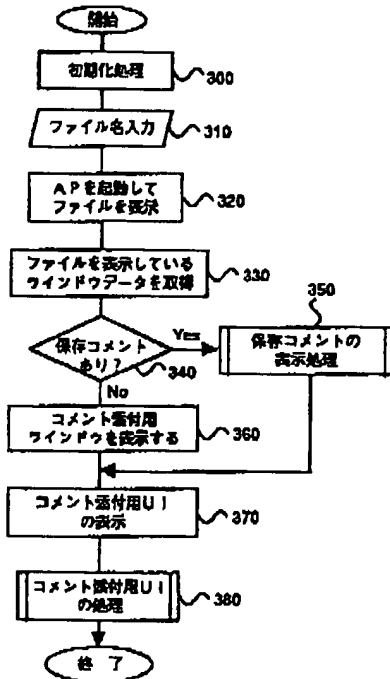 開始
初期化処理
300
ファイル名入力
310
APを起動して
ファイルを表示
320
ファイルを表示している
ウインドウデータを取得
330
保存コメント
あり?
340
Yes
350
保存コメントの
表示処理
No
コメント添付用
ウインドウを表示する
360
コメント添付用UI
の表示
370
コメント添付用UI
の処理
380
終了